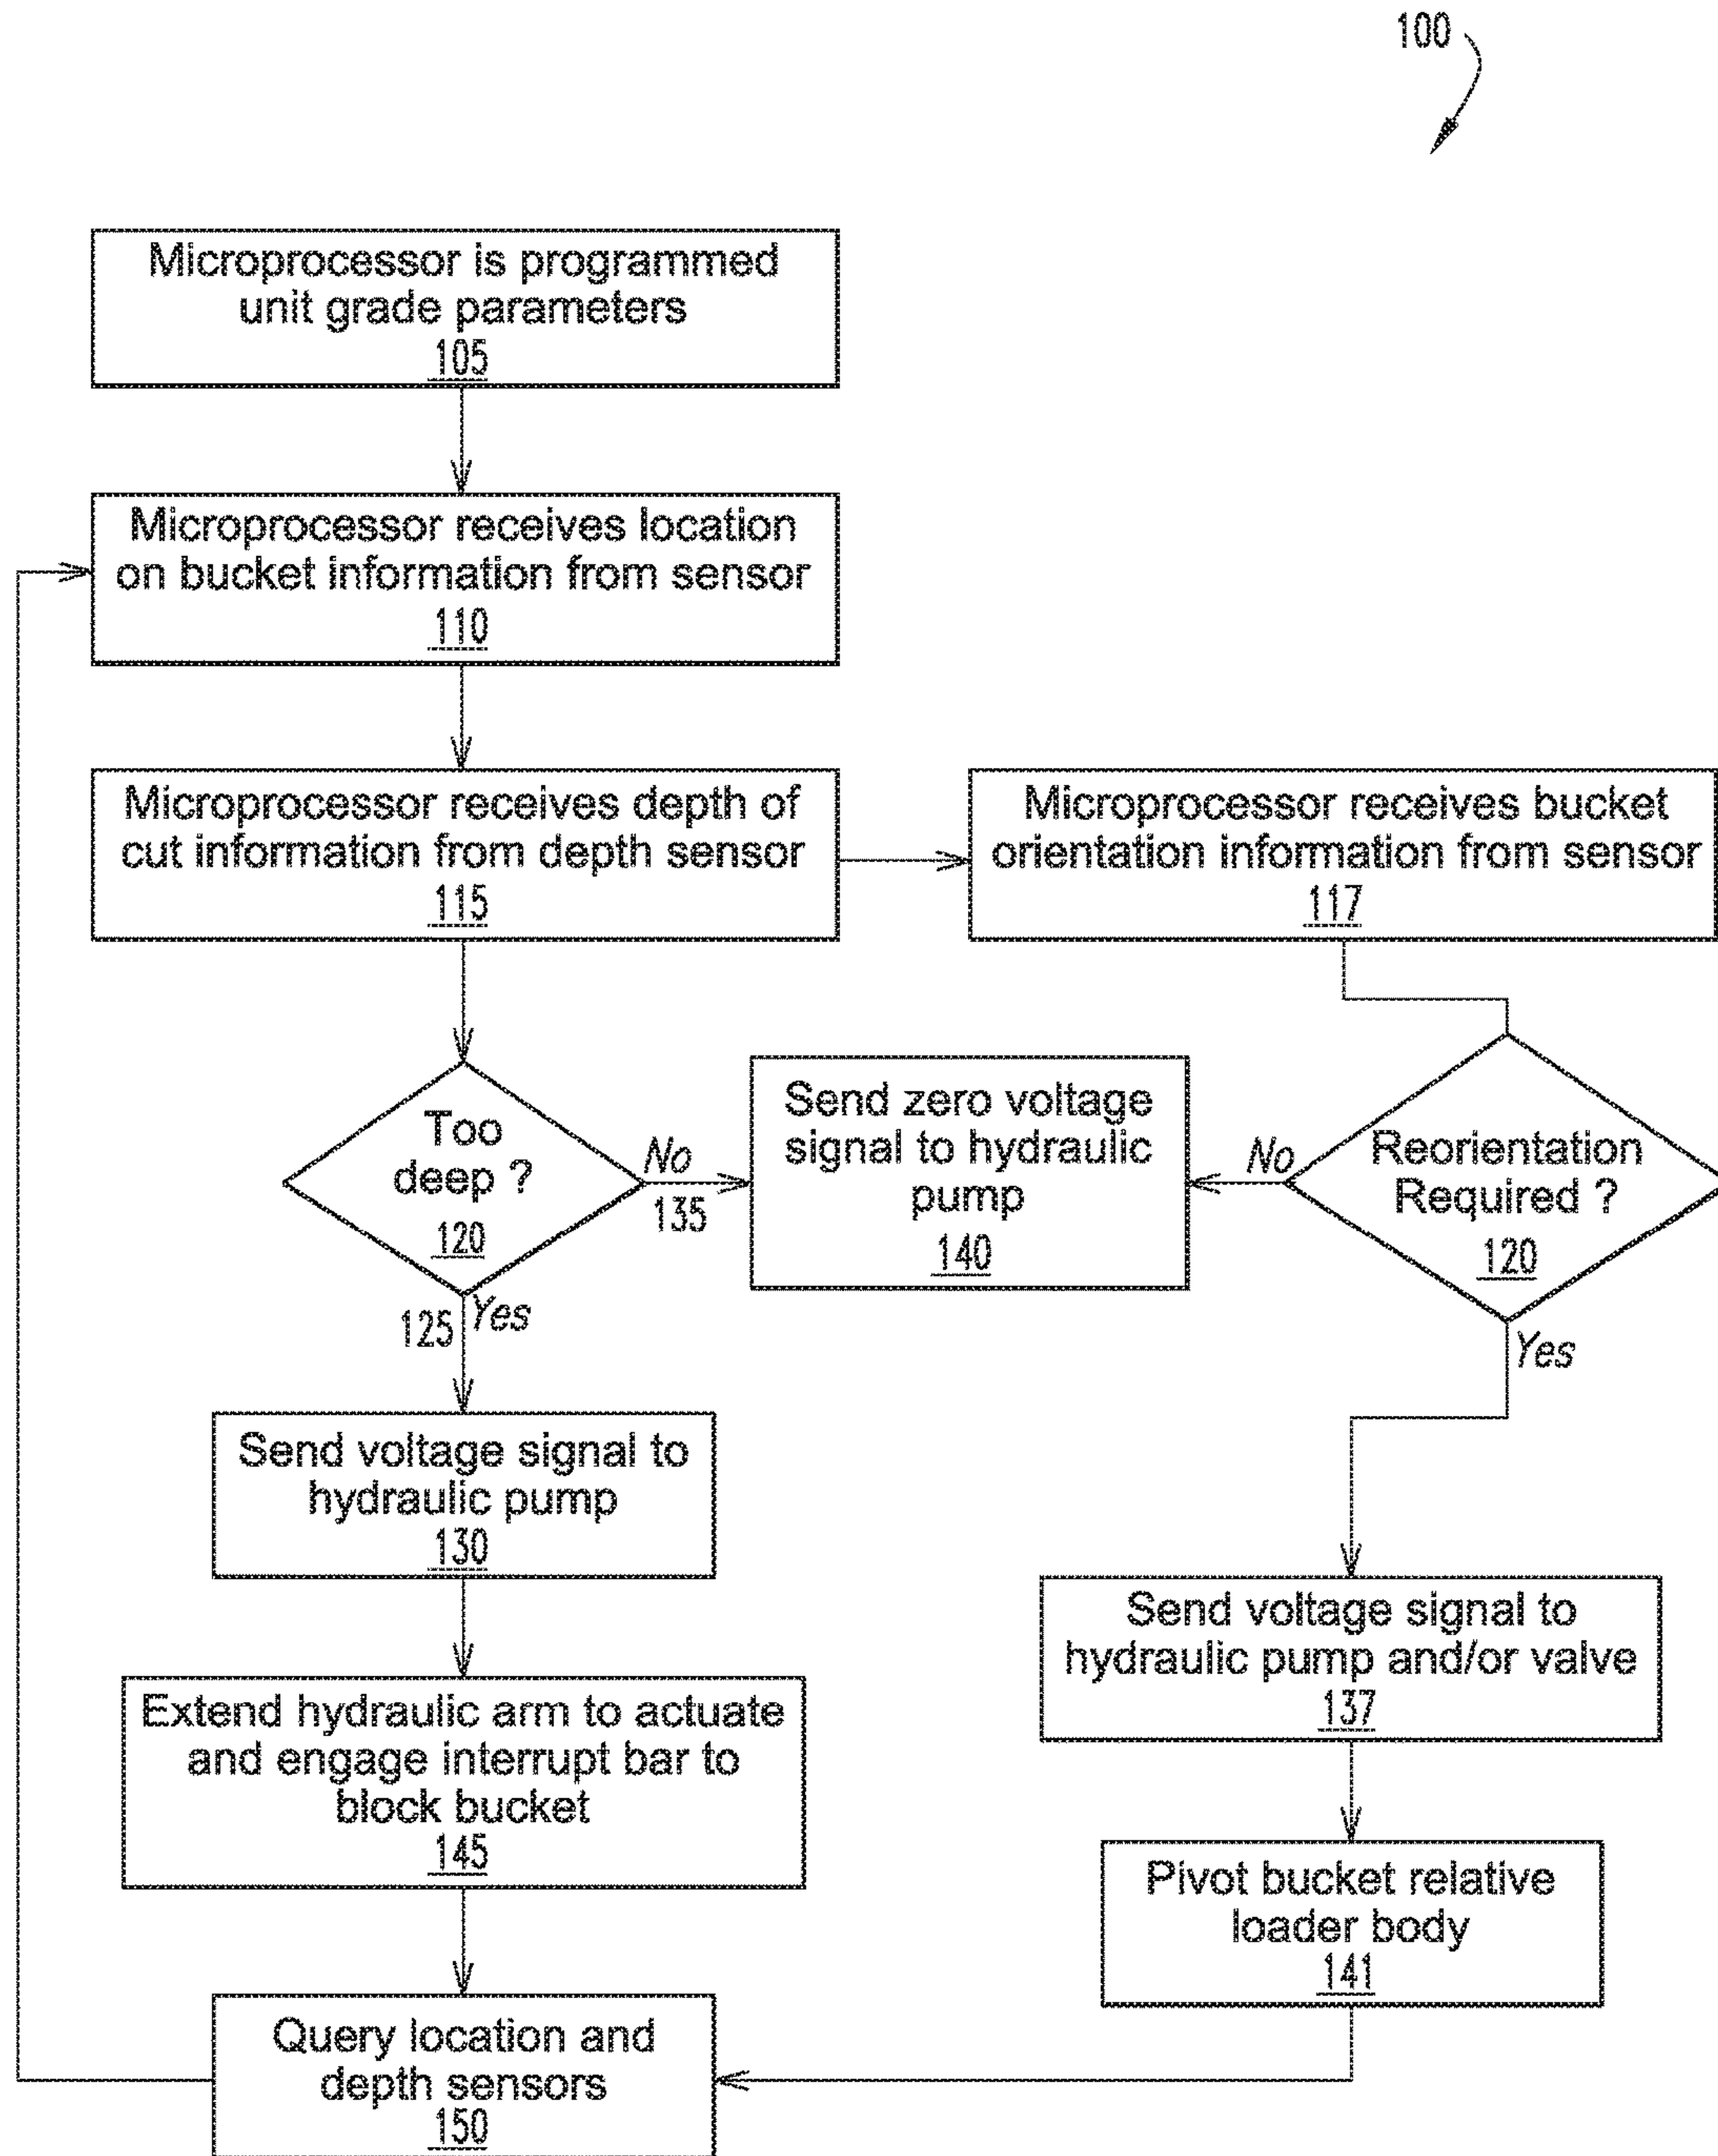 100
Microprocessor is programmed
unit grade parameters
105
Microprocessor receives location
on bucket information from sensor
110
Microprocessor receives depth of
cut information from depth sensor
115
Microprocessor receives bucket
orientation information from sensor
117
Too
deep ?
120
No
135
Send zero voltage
signal to hydraulic
pump
140
No
Reorientation
Required ?
120
125
Yes
Yes
Send voltage signal to
hydraulic pump
130
Send voltage signal to
hydraulic pump and/or valve
137
Extend hydraulic arm to actuate
and engage interrupt bar to
block bucket
145
Pivot bucket relative
loader body
141
Query location and
depth sensors
150